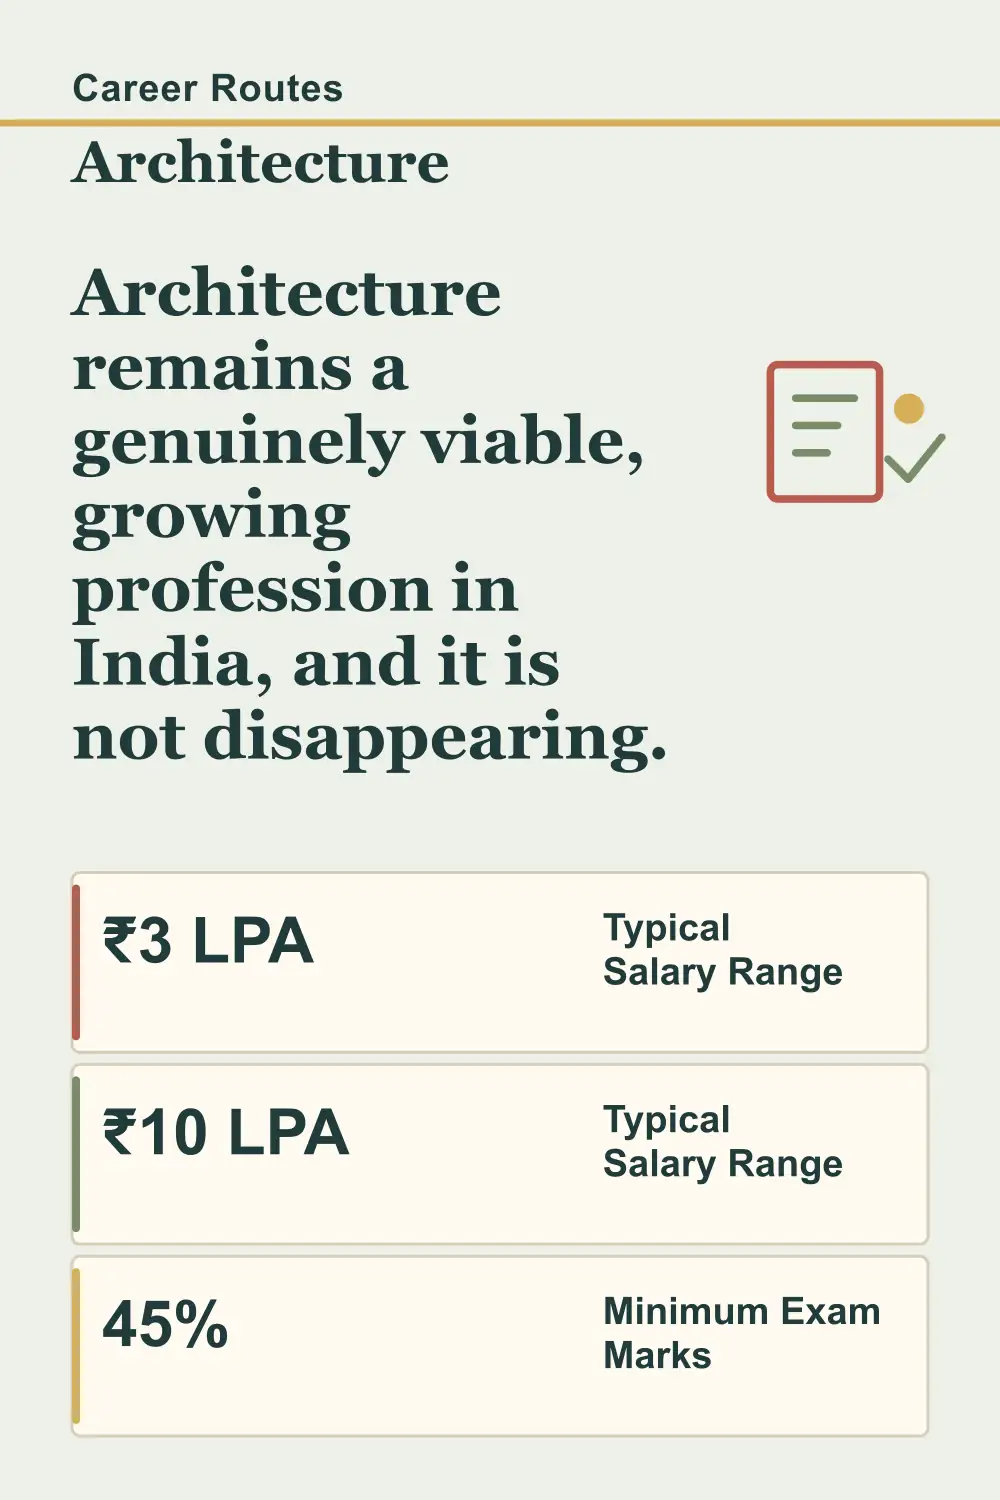 Career Routes
Architecture
Architecture
remains a
genuinely viable,
growing
profession in
India, and it is
not disappearing.
₹3 LPA
Typical
Salary Range
₹10 LPA
Typical
Salary Range
45%
Minimum Exam
Marks